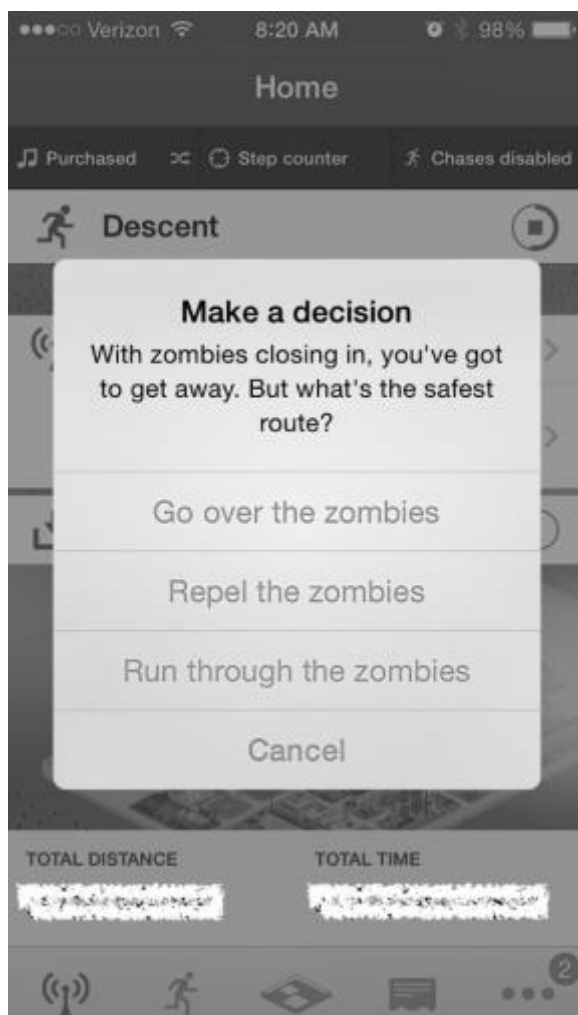 Verizon 8:20 AM 98%
Home
Purchased Step counter Chases disabled
Descent
Make a decision
With zombies closing in, you've got
to get away. But what's the safest
route?
Go over the zombies
Repel the zombies
Run through the zombies
Cancel
TOTAL DISTANCE TOTAL TIME
2